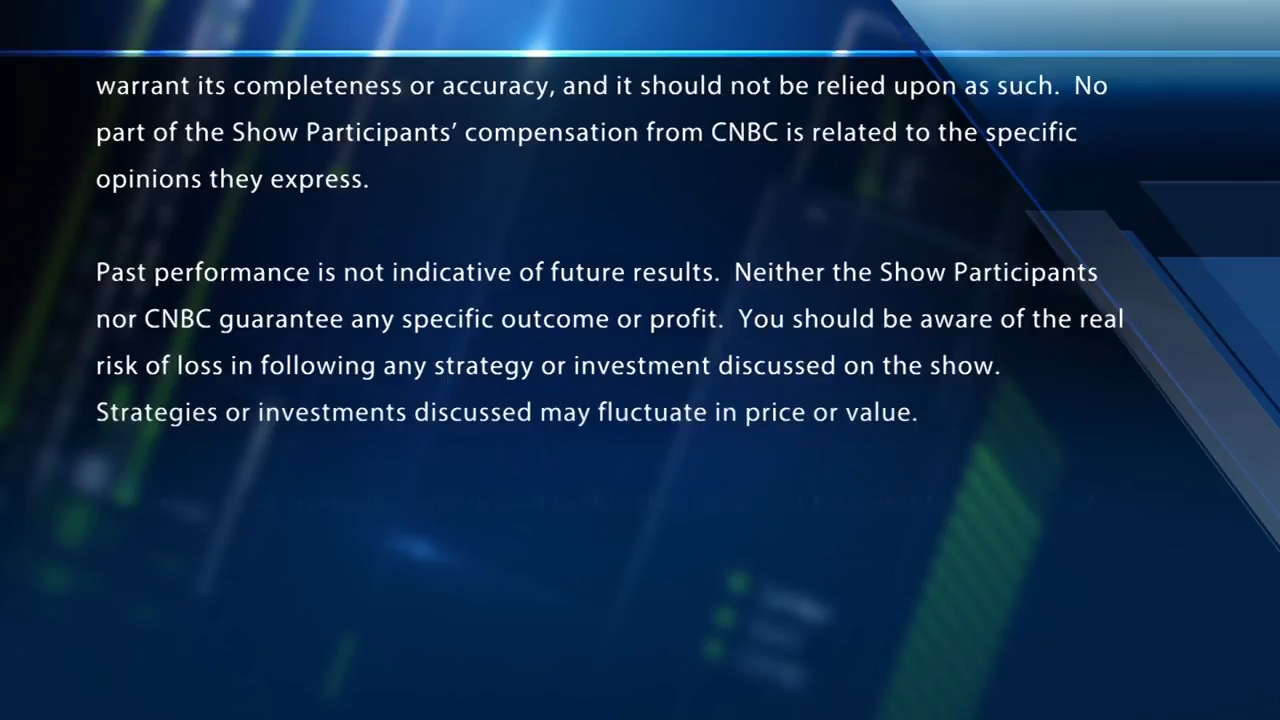 warrant its completeness or accuracy, and it should not be relied upon as such.  No
part of the Show Participants’ compensation from CNBC is related to the specific
opinions they express.
Past performance is not indicative of future results.  Neither the Show Participants
nor CNBC guarantee any specific outcome or profit.  You should be aware of the real
risk of loss in following any strategy or investment discussed on the show.
Strategies or investments discussed may fluctuate in price or value.